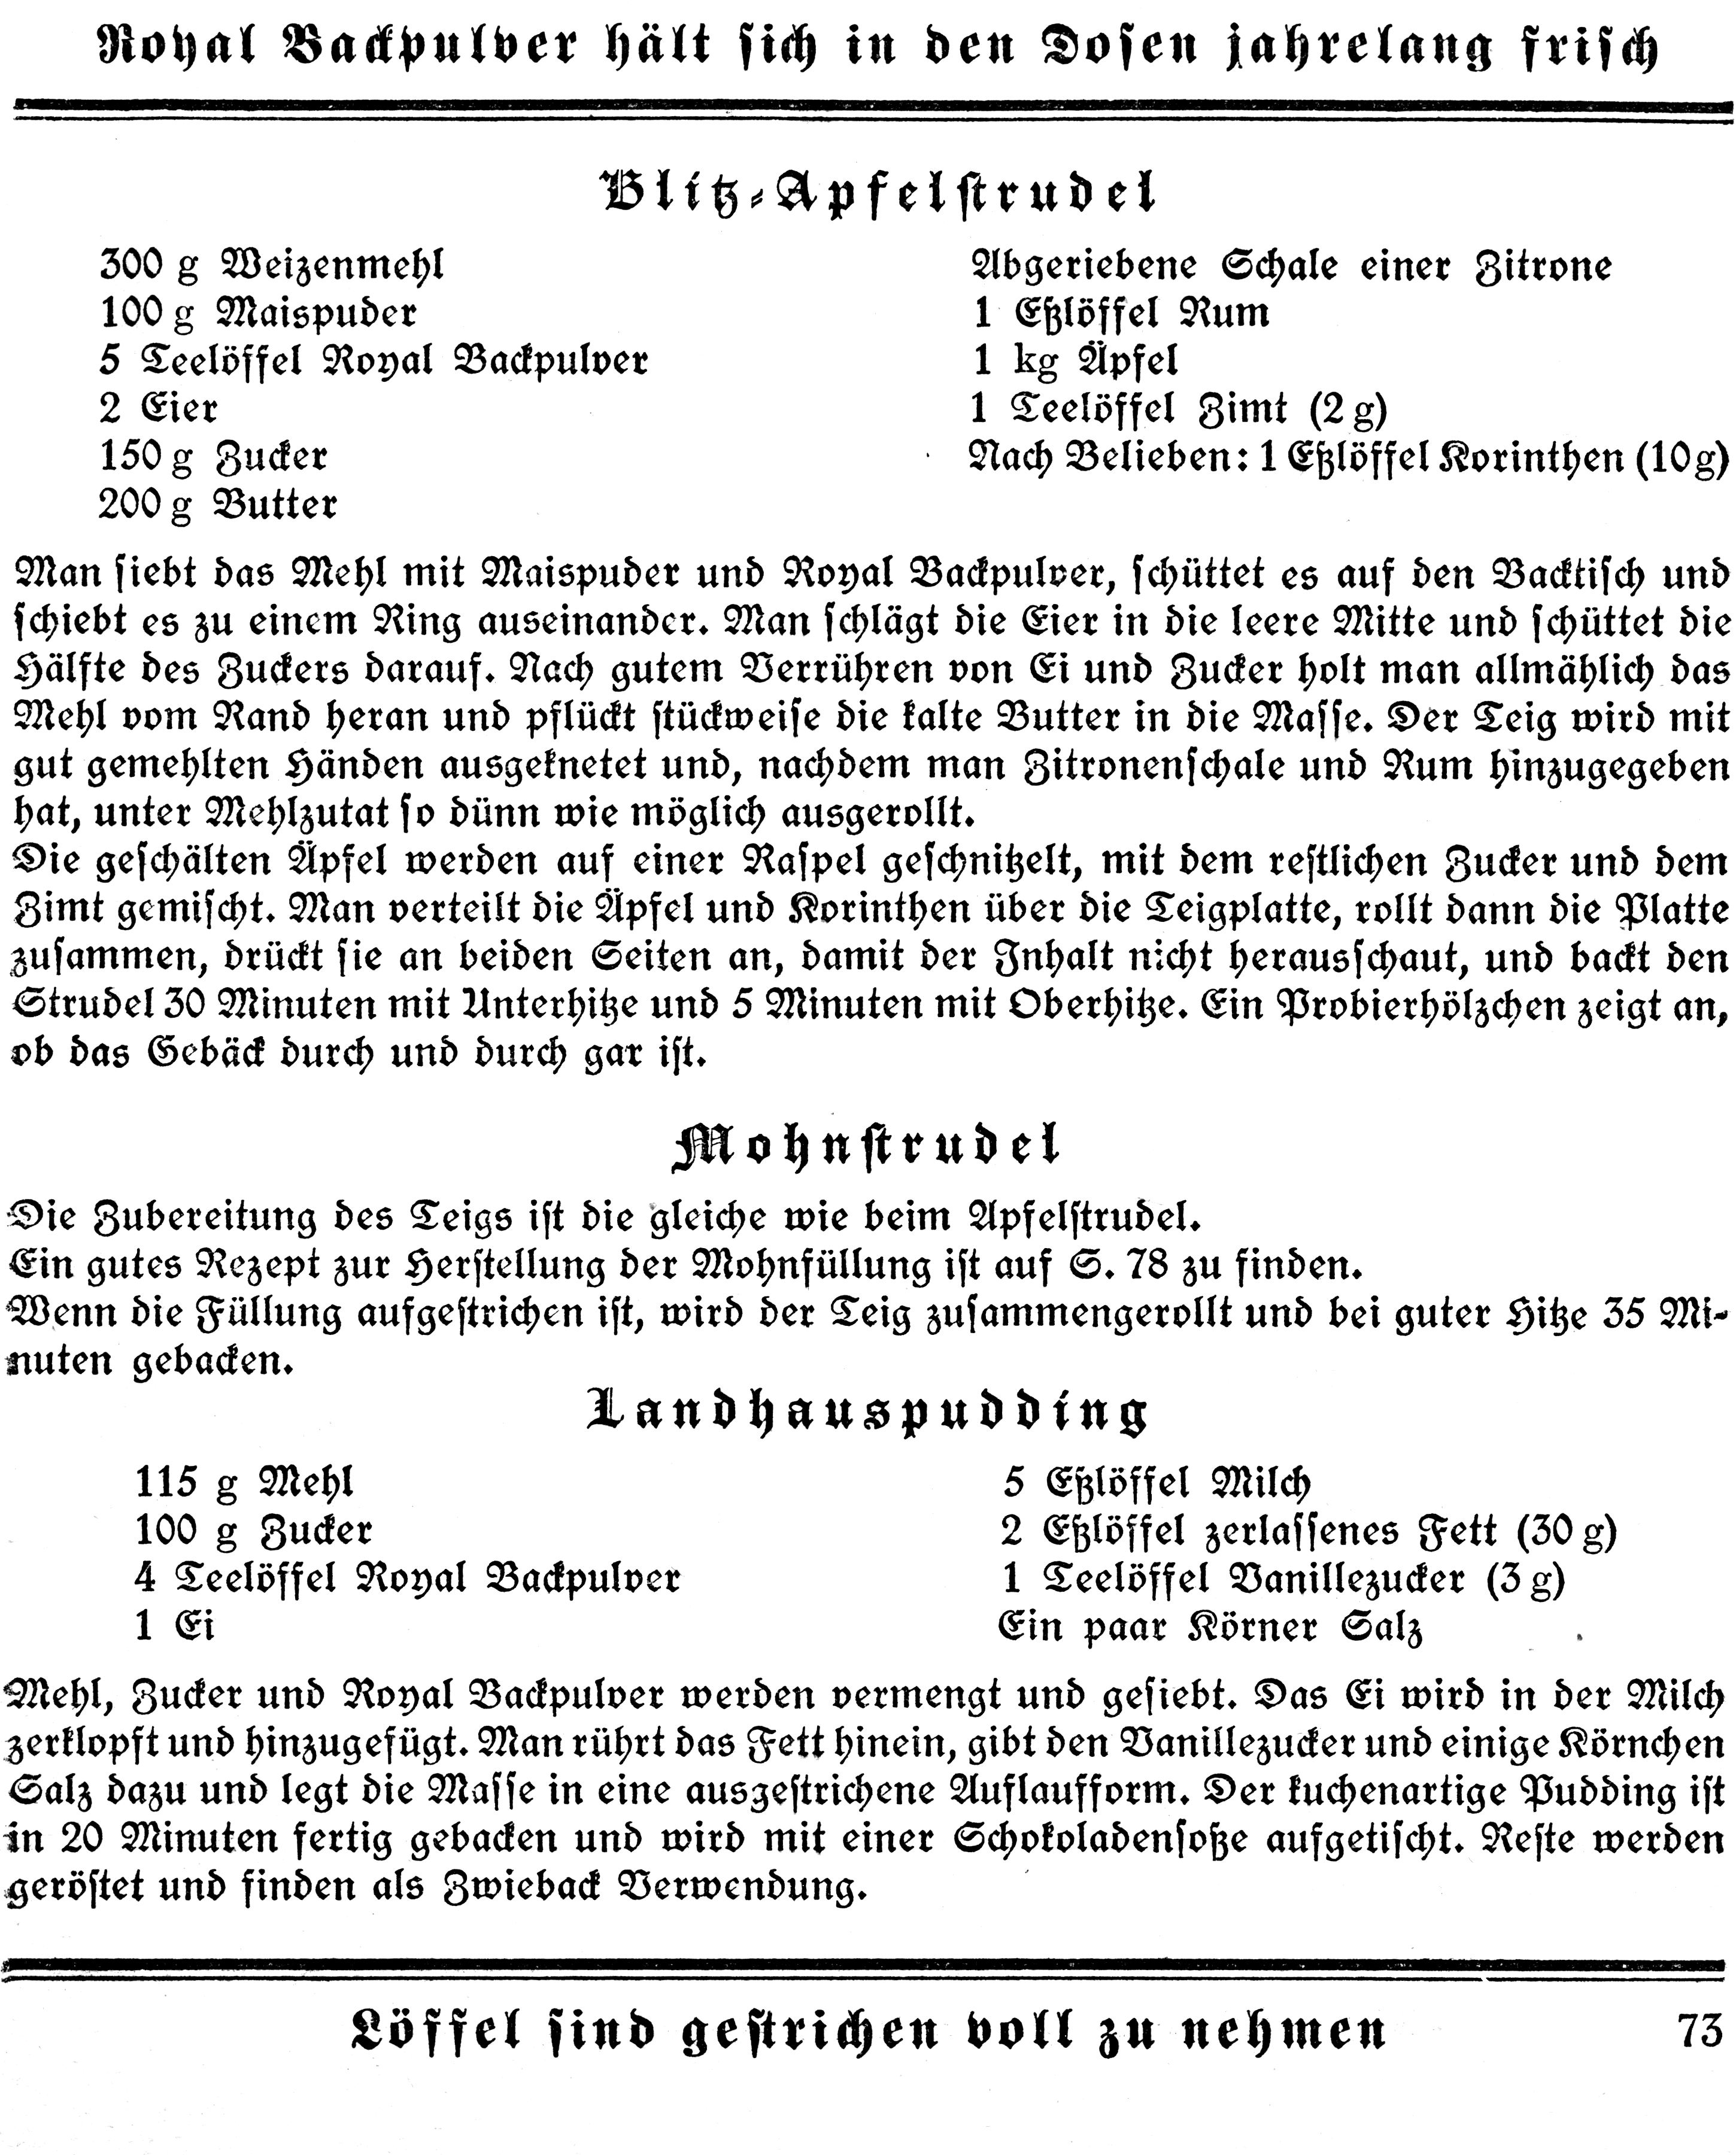 Royal Backpulver hält sich in den Dosen jahrelang frisch
Blitz-Apfelstrudel
300 g Weizenmehl
100 g Maispuder
5 Teelöffel Royal Backpulver
2 Eier
150 g Zucker
200 g Butter
Abgeriebene Schale einer Zitrone
1 Eßlöffel Rum
1 kg Äpfel
1 Teelöffel Zimt (2 g)
Nach Belieben: 1 Eßlöffel Korinthen (10 g)
Man siebt das Mehl mit Maispuder und Royal Backpulver, schüttet es auf den Backtisch und
schiebt es zu einem Ring auseinander. Man schlägt die Eier in die leere Mitte und schüttet die
Hälfte des Zuckers darauf. Nach gutem Verrühren von Ei und Zucker holt man allmählich das
Mehl vom Rand heran und pflückt stückweise die kalte Butter in die Masse. Der Teig wird mit
gut gemehlten Händen ausgeknetet und, nachdem man Zitronenschale und Rum hinzugegeben
hat, unter Mehlzutat so dünn wie möglich ausgerollt.
Die geschälten Äpfel werden auf einer Raspel geschnitzelt, mit dem restlichen Zucker und dem
Zimt gemischt. Man verteilt die Äpfel und Korinthen über die Teigplatte, rollt dann die Platte
zusammen, drückt sie an beiden Seiten an, damit der Inhalt nicht herausschaut, und backt den
Strudel 30 Minuten mit Unterhitze und 5 Minuten mit Oberhitze. Ein Probierhölzchen zeigt an,
ob das Gebäck durch und durch gar ist.
Mohnstrudel
Die Zubereitung des Teigs ist die gleiche wie beim Apfelstrudel.
Ein gutes Rezept zur Herstellung der Mohnfüllung ist auf S. 78 zu finden.
Wenn die Füllung aufgestrichen ist, wird der Teig zusammengerollt und bei guter Hitze 35 Mi-
nuten gebacken.
Landhauspudding
115 g Mehl
100 g Zucker
4 Teelöffel Royal Backpulver
1 Ei
5 Eßlöffel Milch
2 Eßlöffel zerlassenes Fett (30 g)
1 Teelöffel Vanillezucker (3 g)
Ein paar Körner Salz
Mehl, Zucker und Royal Backpulver werden vermengt und gesiebt. Das Ei wird in der Milch
zerklopft und hinzugefügt. Man rührt das Fett hinein, gibt den Vanillezucker und einige Körnchen
Salz dazu und legt die Masse in eine ausgestrichene Auflaufform. Der kuchenartige Pudding ist
in 20 Minuten fertig gebacken und wird mit einer Schokoladensoße aufgetischt. Reste werden
geröstet und finden als Zwieback Verwendung.
Löffel sind gestrichen voll zu nehmen
73